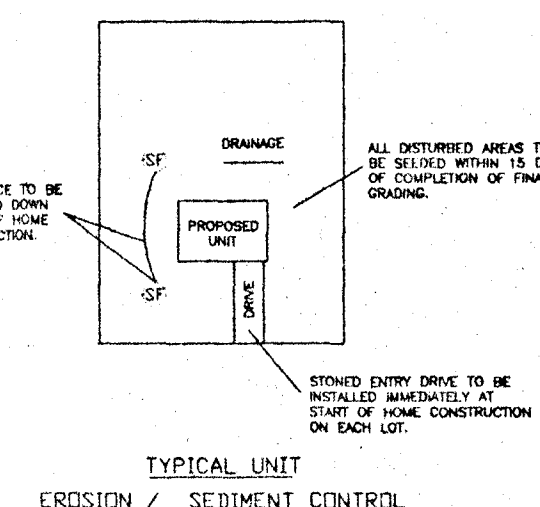 DRAINAGE
SF
ALL DISTURBED AREAS T
BE SEEDED WITHIN 15 D
OF COMPLETION OF FINA
GRADING.
CE TO BE
DOWN
HOME
CTION.
PROPOSED
UNIT
SF
DRIVE
STONED ENTRY DRIVE TO BE
INSTALLED IMMEDIATELY AT
START OF HOME CONSTRUCTION
ON EACH LOT.
TYPICAL UNIT
EROSION / SEDIMENT CONTROL